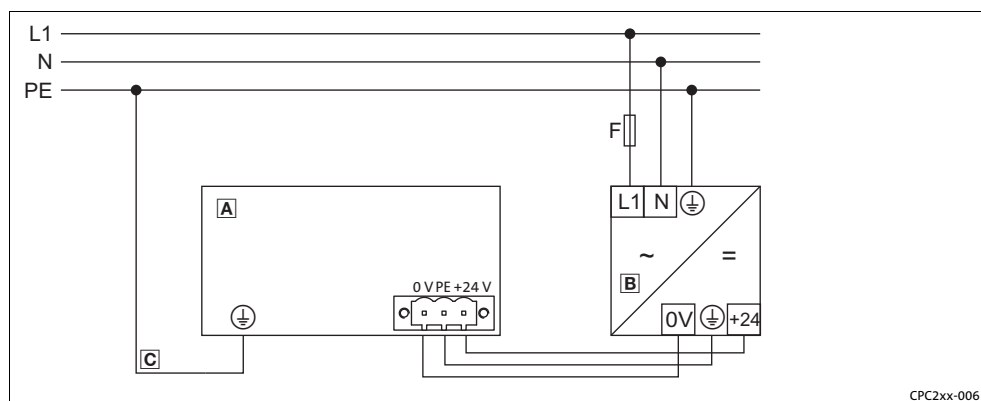 L1
N
PE
F
L1 N
A
~ =
B
0 V PE +24 V
0V +24
C
CPC2xx-006